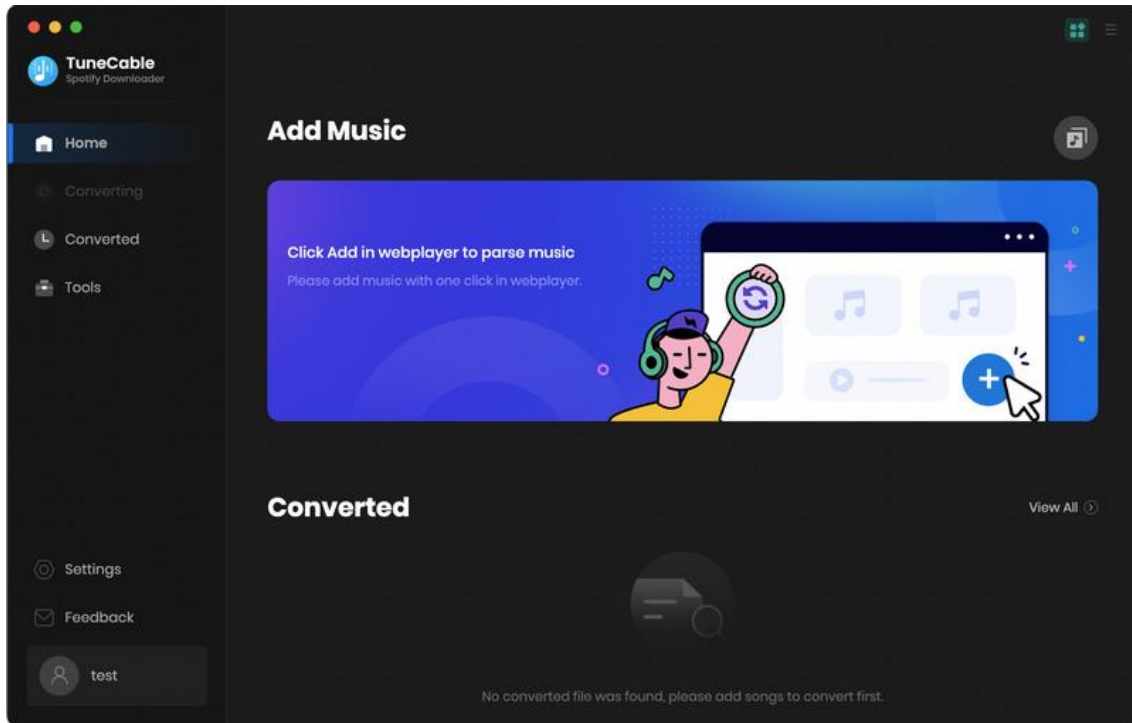 TuneCable
Spotify Downloader
Home
Converting
Converted
Tools
Settings
Feedback
test
Add Music
Click Add in webplayer to parse music
Please add music with one click in webplayer.
Converted
View All
No converted file was found, please add songs to convert first.